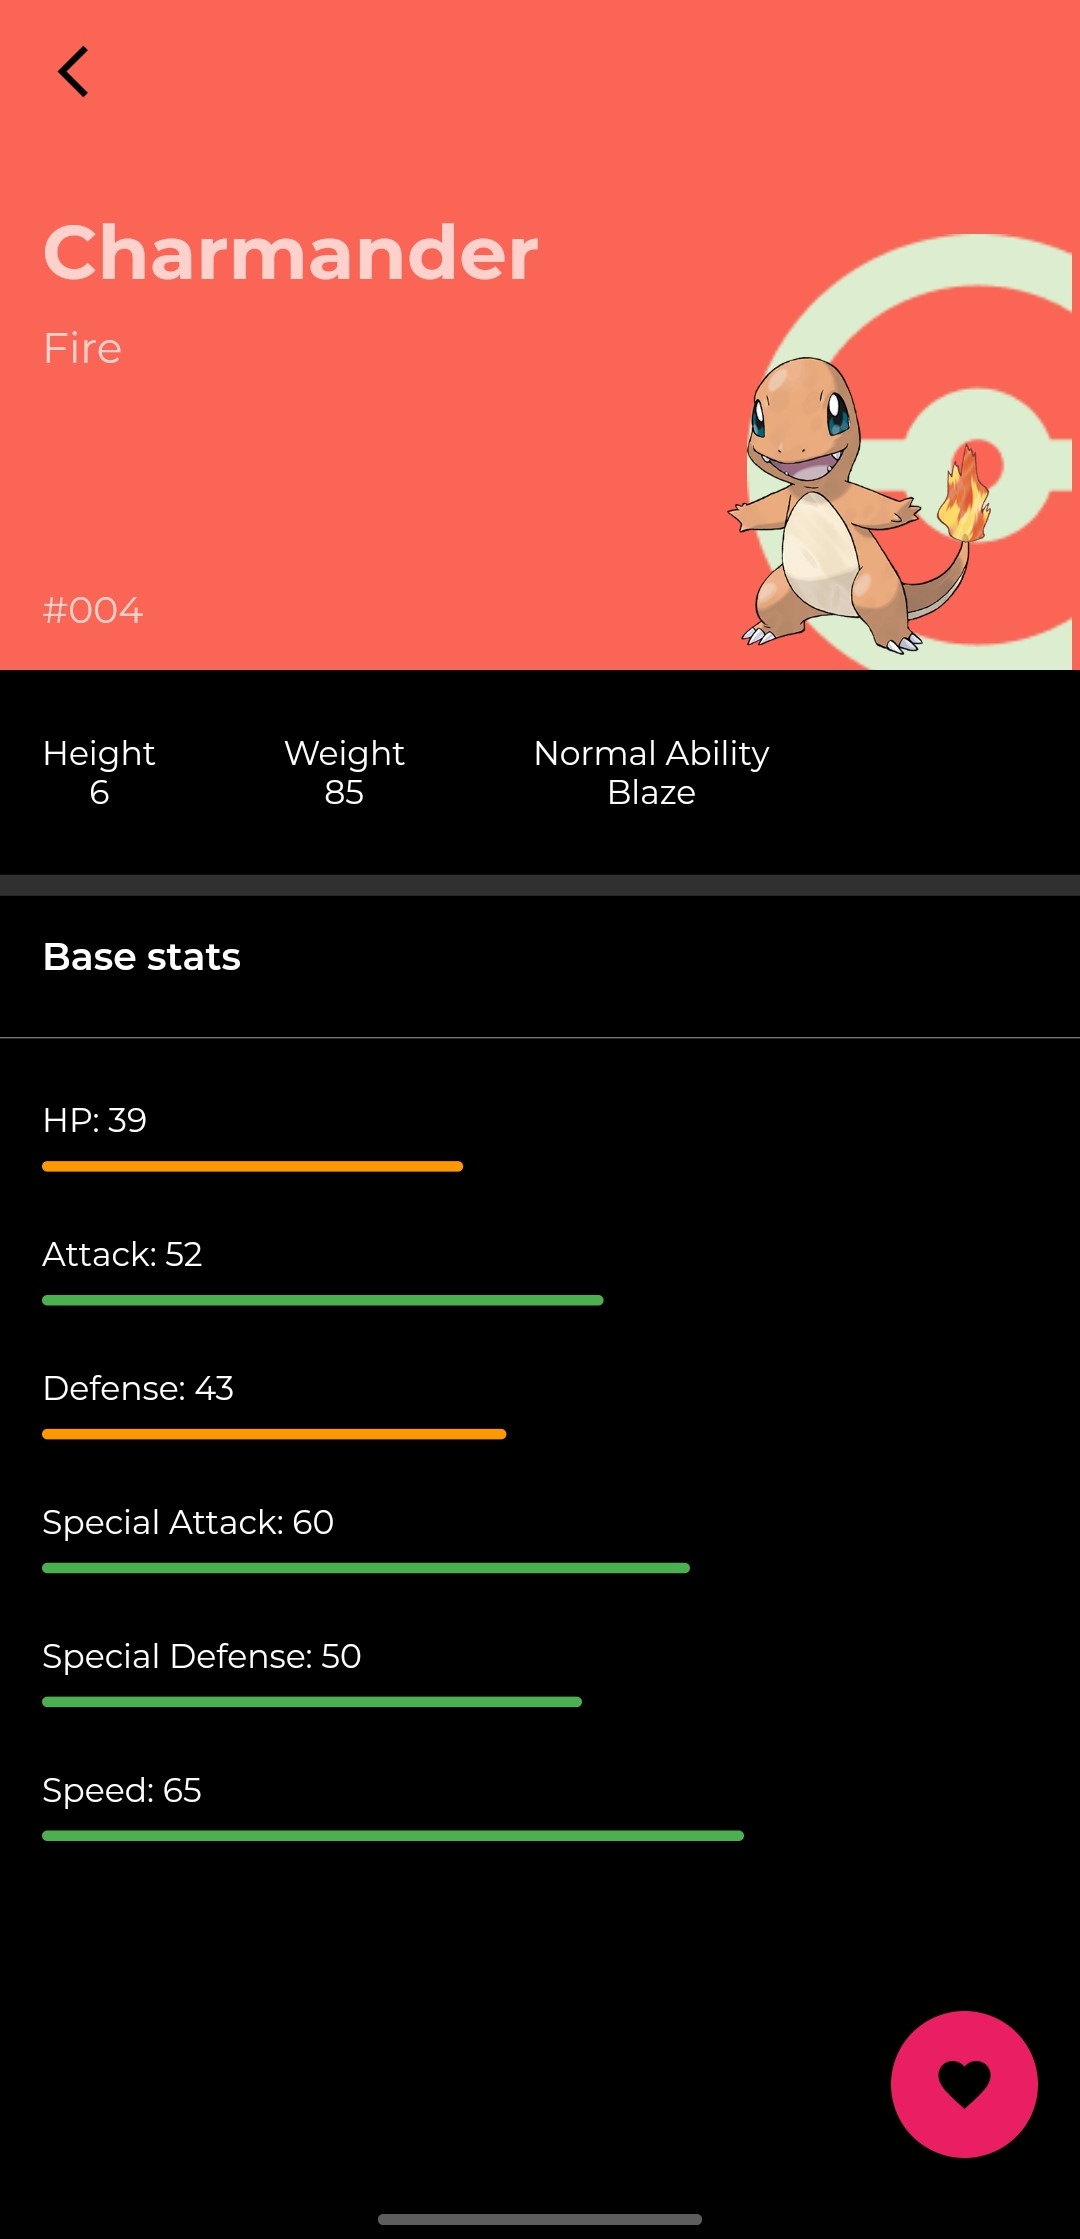 Charmander
Fire
#004
Height
6
Weight
85
Normal Ability
Blaze
Base stats
HP: 39
Attack: 52
Defense: 43
Special Attack: 60
Special Defense: 50
Speed: 65